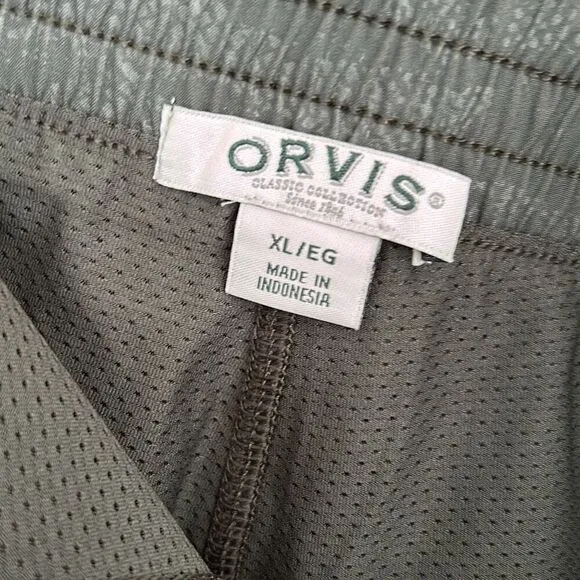 ORVIS®
CLASSIC COLLECTION
Since 1856
XL/EG
MADE IN
INDONESIA